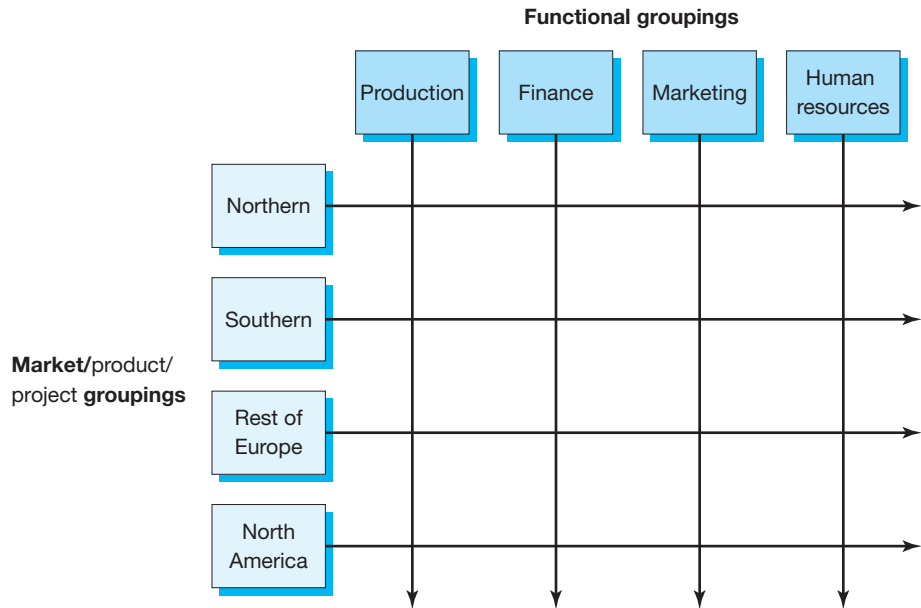 Functional groupings
Production
Finance
Marketing
Human
resources
Northern
Southern
Market/product/
project groupings
Rest of
Europe
North
America